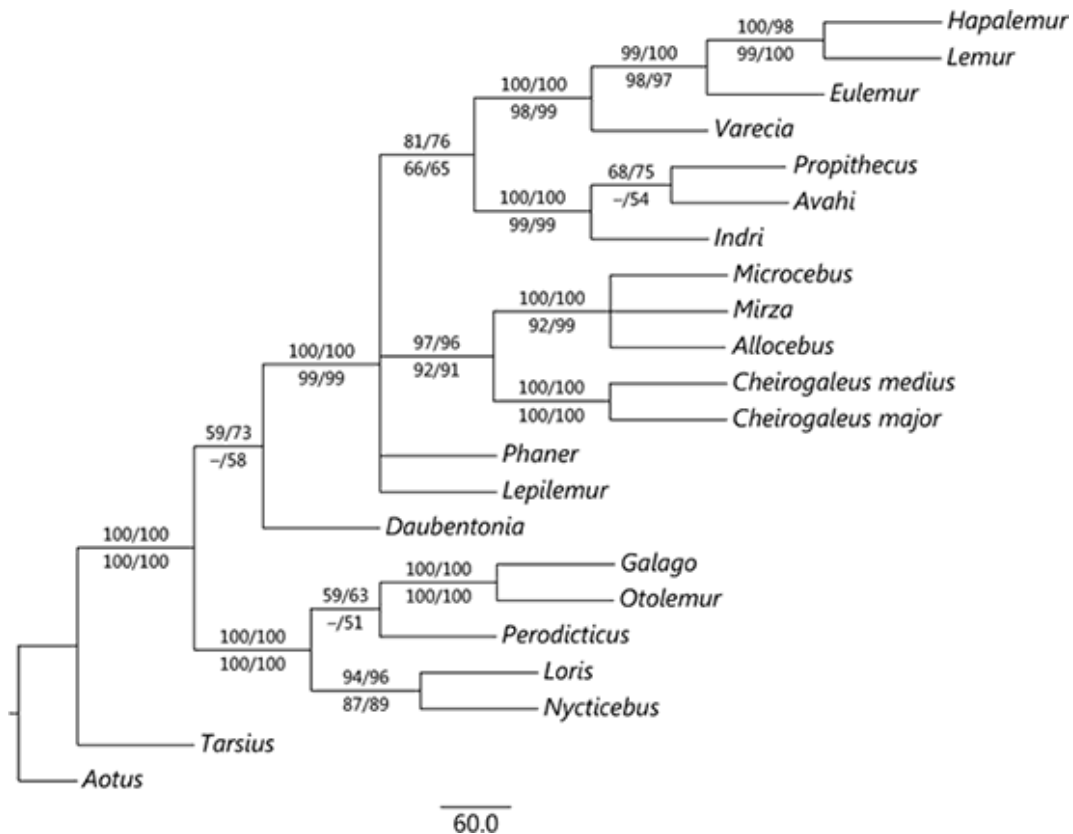 Hapalemur
100/98
99/100
Lemur
99/100
98/97
Eulemur
100/100
98/99
Varecia
81/76
66/65
Propithecus
68/75
–/54
Avahi
100/100
99/99
Indri
Microcebus
100/100
92/99
Mirza
Allocebus
97/96
92/91
100/100
99/99
Cheirogaleus medius
100/100
100/100
Cheirogaleus major
59/73
–/58
Phaner
Lepilemur
Daubentonia
100/100
100/100
Galago
100/100
100/100
Otolemur
59/63
–/51
Perodicticus
100/100
100/100
Loris
94/96
87/89
Nycticebus
Tarsius
Aotus
60.0